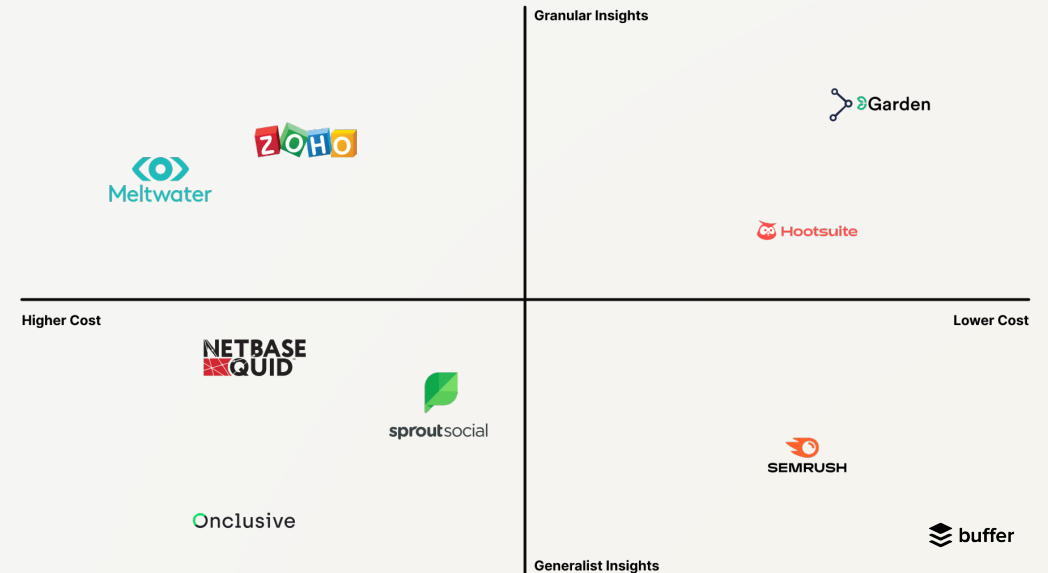 Granular Insights
Garden
ZOHO
Meltwater
Hootsuite
Higher Cost
Lower Cost
NETBASE
QUID
sproutsocial
SEMRUSH
Onclusive
buffer
Generalist Insights